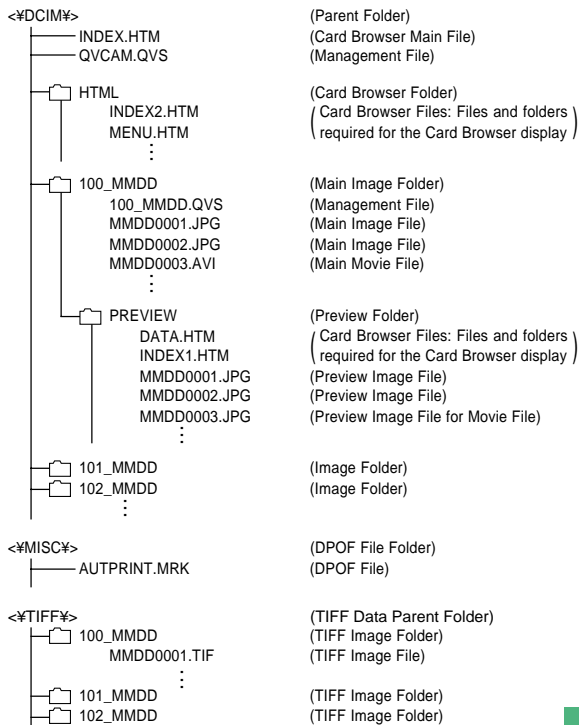 <¥DCIM¥> (Parent Folder)
INDEX.HTM (Card Browser Main File)
QVCAM.QVS (Management File)
HTML (Card Browser Folder)
INDEX2.HTM (Card Browser Files: Files and folders
MENU.HTM required for the Card Browser display)
100_MMDD (Main Image Folder)
100_MMDD.QVS (Management File)
MMDD0001.JPG (Main Image File)
MMDD0002.JPG (Main Image File)
MMDD0003.AVI (Main Movie File)
PREVIEW (Preview Folder)
DATA.HTM (Card Browser Files: Files and folders
INDEX1.HTM required for the Card Browser display)
MMDD0001.JPG (Preview Image File)
MMDD0002.JPG (Preview Image File)
MMDD0003.JPG (Preview Image File for Movie File)
101_MMDD (Image Folder)
102_MMDD (Image Folder)
<¥MISC¥> (DPOF File Folder)
AUTPRINT.MRK (DPOF File)
<¥TIFF¥> (TIFF Data Parent Folder)
100_MMDD (TIFF Image Folder)
MMDD0001.TIF (TIFF Image File)
101_MMDD (TIFF Image Folder)
102_MMDD (TIFF Image Folder)